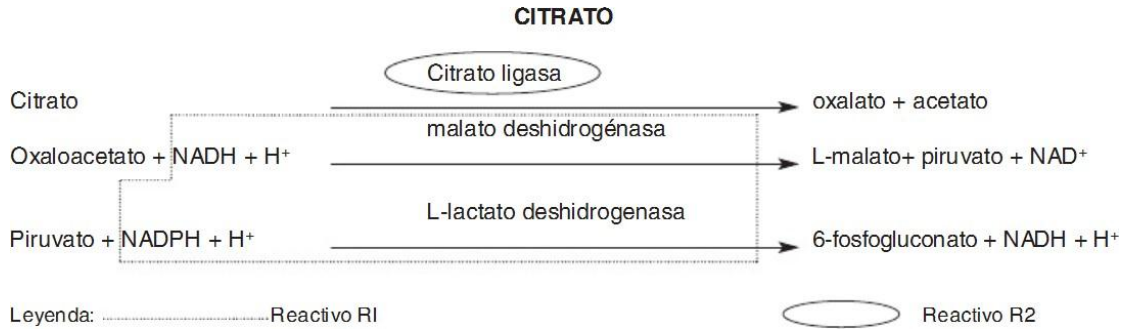 CITRATO
Citrato ligasa
Citrato oxalato + acetato
malato deshidrogénasa
Oxaloacetato + NADH + H⁺ L-malato+ piruvato + NAD⁺
L-lactato deshidrogenasa
Piruvato + NADPH + H⁺ 6-fosfogluconato + NADH + H⁺
Leyenda: Reactivo RI Reactivo R2